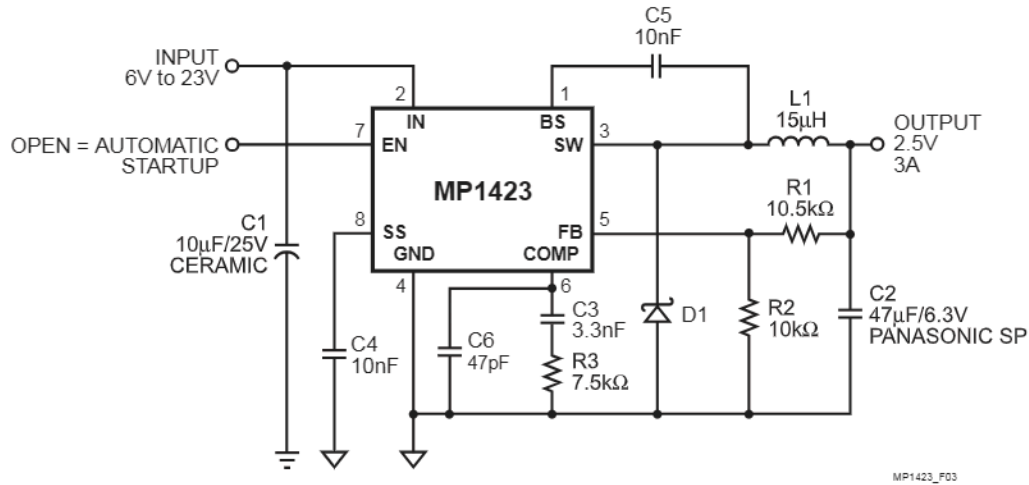 C5
10nF
INPUT
6V to 23V
2
IN
1
BS
L1
15µH
OUTPUT
2.5V
3A
OPEN = AUTOMATIC
STARTUP
7
EN
3
SW
MP1423
R1
10.5kΩ
8
SS
5
FB
C1
10µF/25V
CERAMIC
GND
4
COMP
6
C3
3.3nF
D1
R2
10kΩ
C2
47µF/6.3V
PANASONIC SP
C4
10nF
C6
47pF
R3
7.5kΩ
MP1423_F03